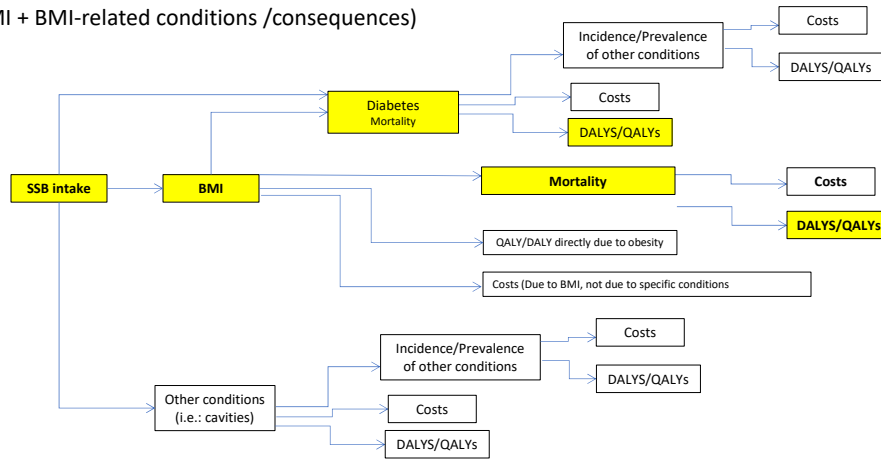 MI + BMI-related conditions /consequences)
Costs
Incidence/Prevalence
of other conditions
DALYS/QALYs
Diabetes
Mortality
Costs
DALYS/QALYs
SSB intake
BMI
Mortality
Costs
DALYS/QALYs
QALY/DALY directly due to obesity
Costs (Due to BMI, not due to specific conditions
Incidence/Prevalence
of other conditions
Costs
DALYS/QALYs
Other conditions
(i.e.: cavities)
Costs
DALYS/QALYs